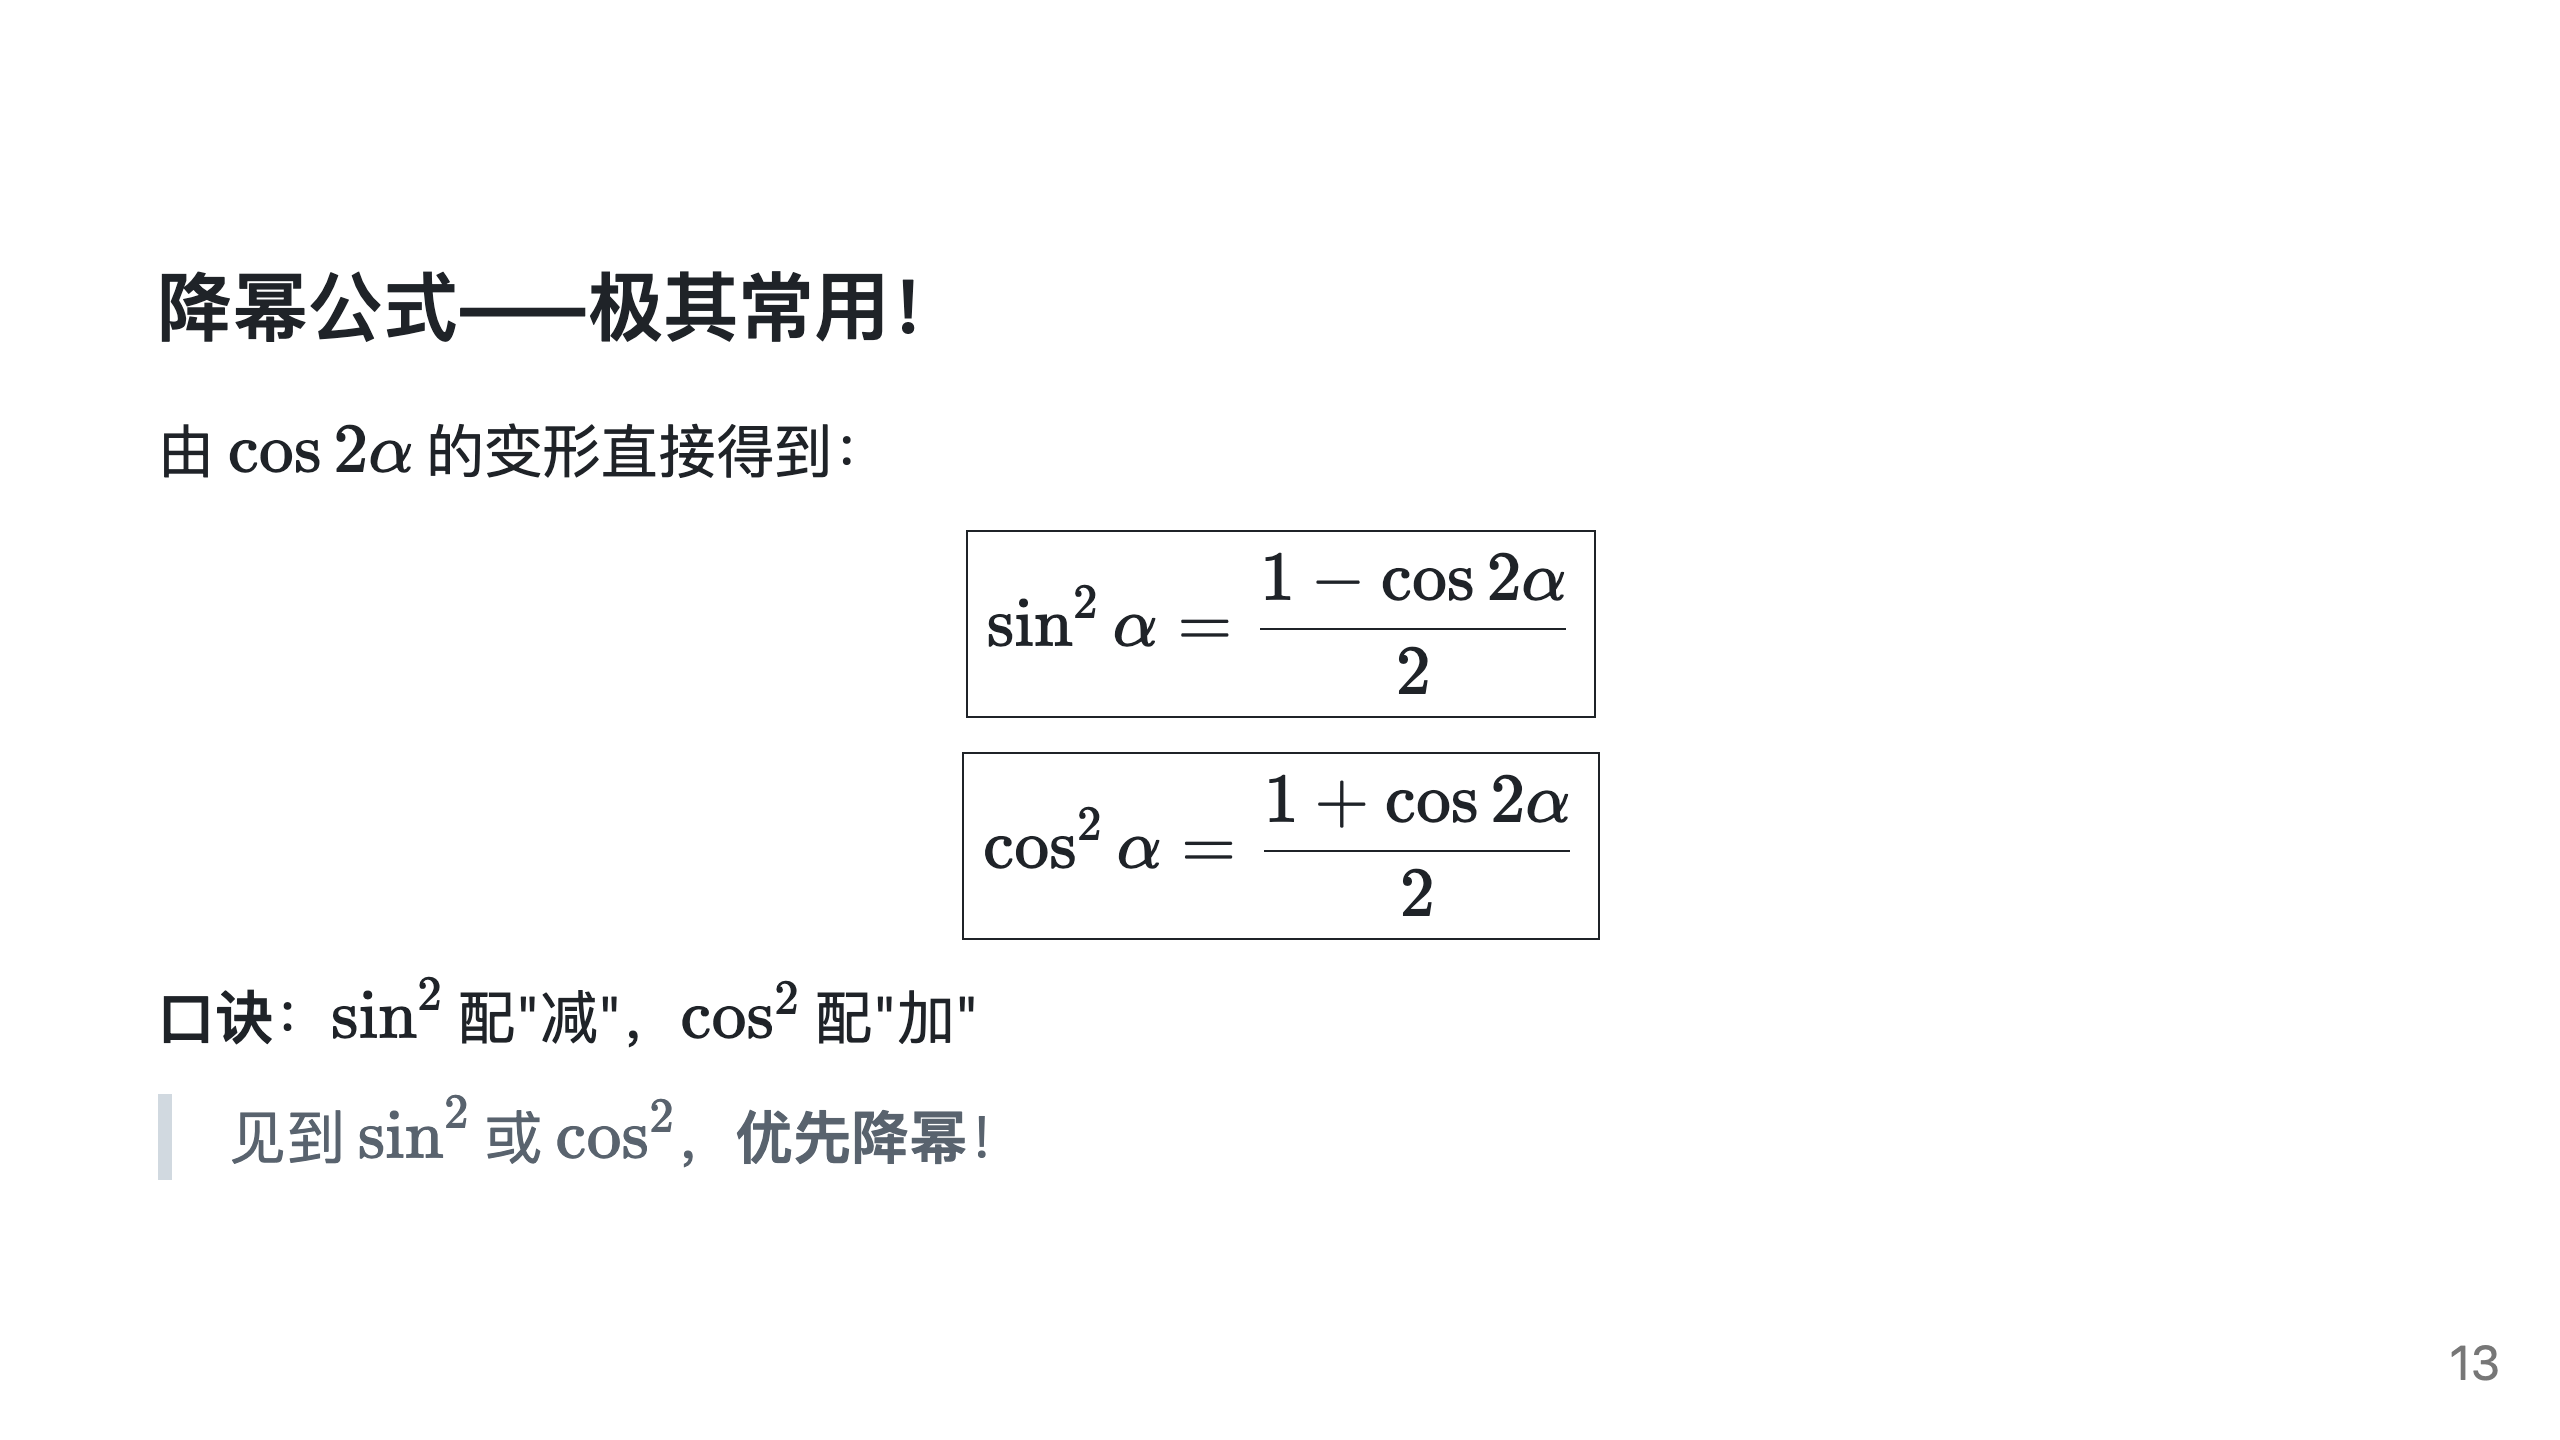 降幂公式——极其常用！
由 cos 2α 的变形直接得到：
sin² α = (1 − cos 2α) / 2
cos² α = (1 + cos 2α) / 2
口诀：sin² 配"减"，cos² 配"加"
见到 sin² 或 cos²，优先降幂！
13